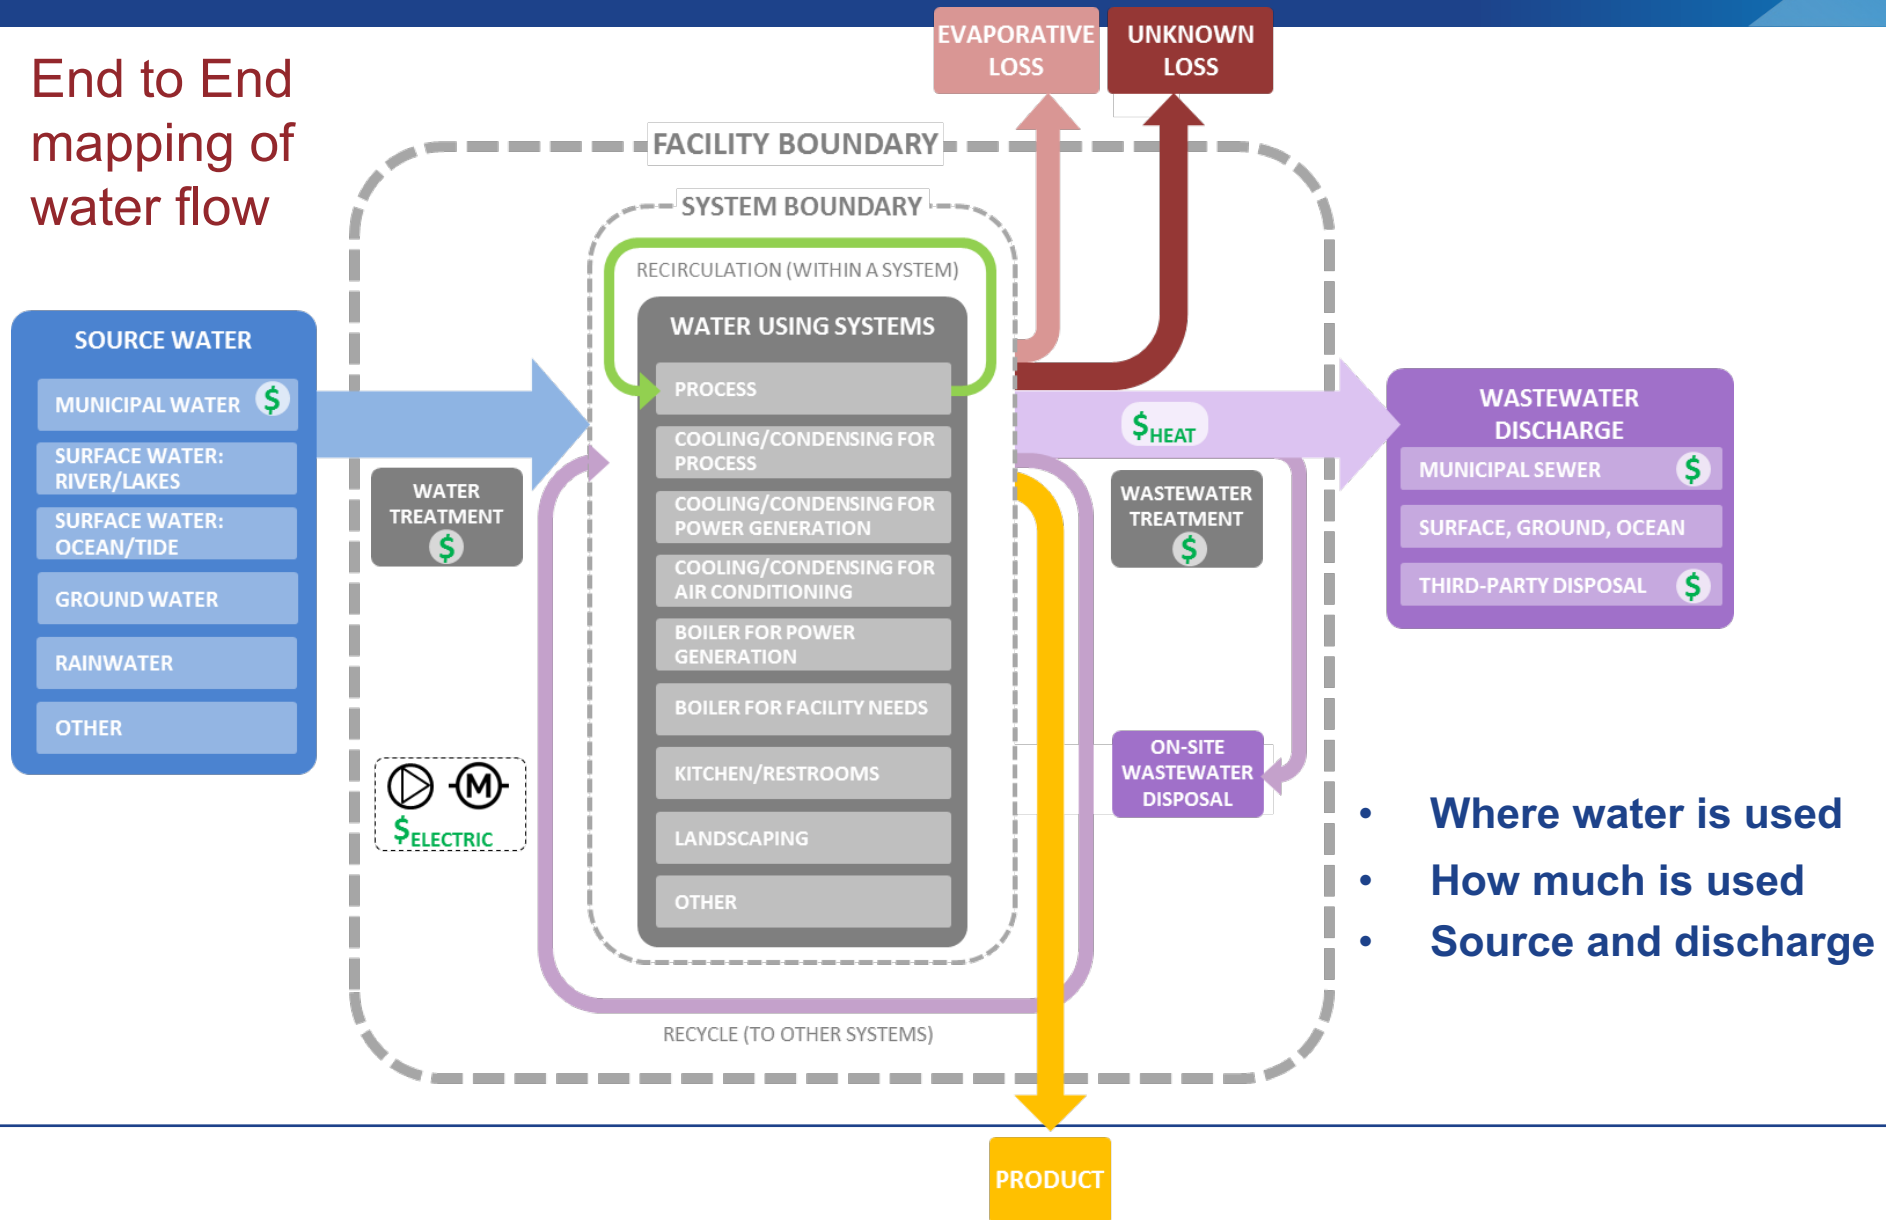 End to End
mapping of
water flow
EVAPORATIVE
LOSS
UNKNOWN
LOSS
FACILITY BOUNDARY
SYSTEM BOUNDARY
RECIRCULATION (WITHIN A SYSTEM)
SOURCE WATER
MUNICIPAL WATER $
SURFACE WATER:
RIVER/LAKES
SURFACE WATER:
OCEAN/TIDE
GROUND WATER
RAINWATER
OTHER
WATER
TREATMENT
$
M
$ELECTRIC
WATER USING SYSTEMS
PROCESS
COOLING/CONDENSING FOR
PROCESS
COOLING/CONDENSING FOR
POWER GENERATION
COOLING/CONDENSING FOR
AIR CONDITIONING
BOILER FOR POWER
GENERATION
BOILER FOR FACILITY NEEDS
KITCHEN/RESTROOMS
LANDSCAPING
OTHER
RECYCLE (TO OTHER SYSTEMS)
$HEAT
WASTEWATER
TREATMENT
$
ON-SITE
WASTEWATER
DISPOSAL
WASTEWATER
DISCHARGE
MUNICIPAL SEWER $
SURFACE, GROUND, OCEAN
THIRD-PARTY DISPOSAL $
• Where water is used
• How much is used
• Source and discharge
PRODUCT